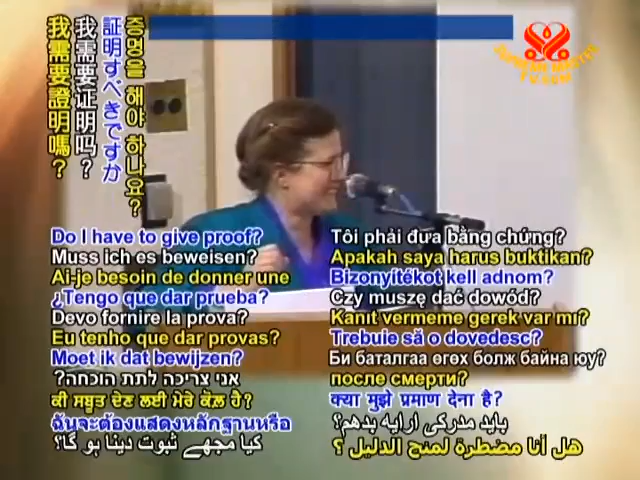 SUPREME MASTER
TV.COM
증명을 해야 하나요?
証明すべきですか
我需要证明吗?
我需要證明嗎?
Do I have to give proof?
Muss ich es beweisen?
Ai-je besoin de donner une
¿Tengo que dar prueba?
Devo fornire la prova?
Eu tenho que dar provas?
Moet ik dat bewijzen?
אני צריכה לתת הוכחה?
ਕੀ ਸਬੂਤ ਦੇਣ ਲਈ ਮੇਰੇ ਕੋਲ ਹੈ?
ฉันจะต้องแสดงหลักฐานหรือ
کیا مجھے ثبوت دینا ہو گا؟
Tôi phải đưa bằng chứng?
Apakah saya harus buktikan?
Bizonyítékot kell adnom?
Czy muszę dać dowód?
Kanıt vermeme gerek var mı?
Trebuie să o dovedesc?
Би баталгаа өгөх болж байна юу?
после смерти?
क्या मुझे प्रमाण देना है?
باید مدرکی ارایه بدهم؟
هل أنا مضطرة لمنح الدليل ؟